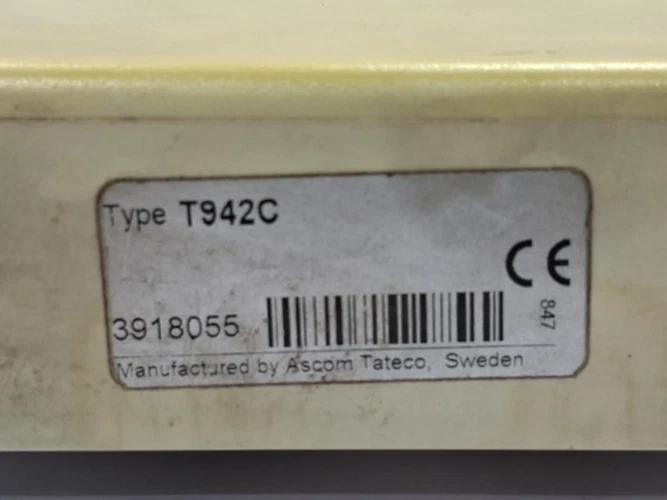 Type T942C
CE
3918055
847
Manufactured by Ascom Tateco, Sweden